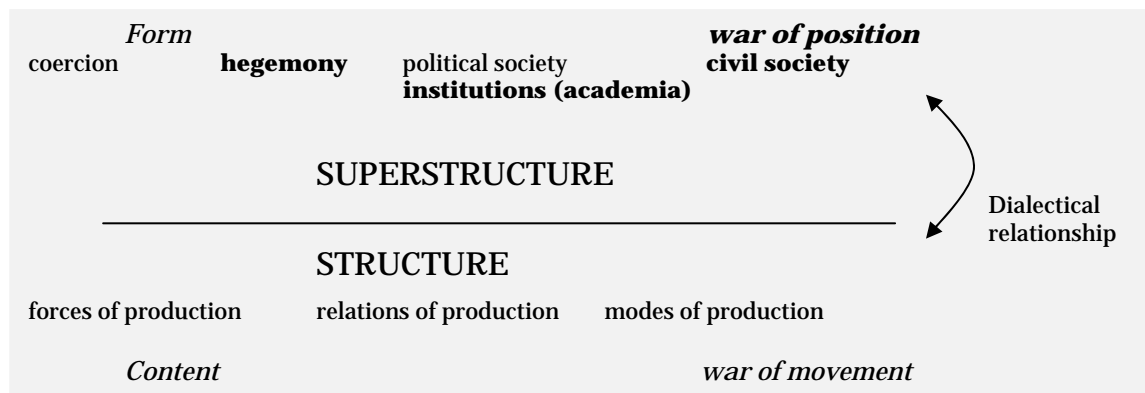 Form war of position
coercion hegemony political society civil society
institutions (academia)
SUPERSTRUCTURE
Dialectical
relationship
STRUCTURE
forces of production relations of production modes of production
Content war of movement